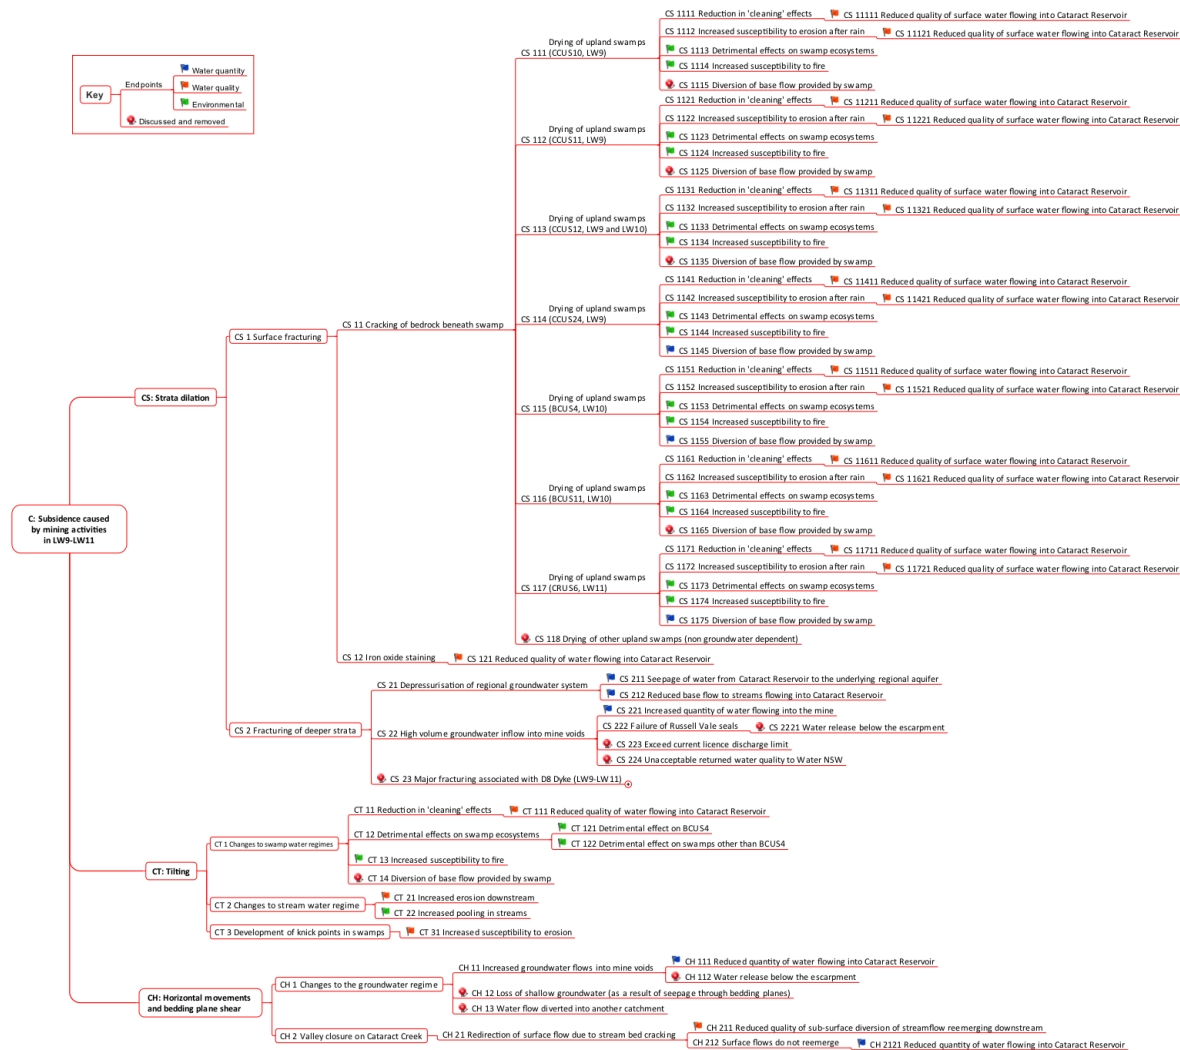 Key
Endpoints
Water quantity
Water quality
Environmental
Discussed and removed
C: Subsidence caused
by mining activities
in LW9-LW11
CS: Strata dilation
CS 1 Surface fracturing
CS 11 Cracking of bedrock beneath swamp
Drying of upland swamps
CS 111 (CCUS10, LW9)
CS 1111 Reduction in 'cleaning' effects
CS 11111 Reduced quality of surface water flowing into Cataract Reservoir
CS 1112 Increased susceptibility to erosion after rain
CS 11121 Reduced quality of surface water flowing into Cataract Reservoir
CS 1113 Detrimental effects on swamp ecosystems
CS 1114 Increased susceptibility to fire
CS 1115 Diversion of base flow provided by swamp
Drying of upland swamps
CS 112 (CCUS11, LW9)
CS 1121 Reduction in 'cleaning' effects
CS 11211 Reduced quality of surface water flowing into Cataract Reservoir
CS 1122 Increased susceptibility to erosion after rain
CS 11221 Reduced quality of surface water flowing into Cataract Reservoir
CS 1123 Detrimental effects on swamp ecosystems
CS 1124 Increased susceptibility to fire
CS 1125 Diversion of base flow provided by swamp
Drying of upland swamps
CS 113 (CCUS12, LW9 and LW10)
CS 1131 Reduction in 'cleaning' effects
CS 11311 Reduced quality of surface water flowing into Cataract Reservoir
CS 1132 Increased susceptibility to erosion after rain
CS 11321 Reduced quality of surface water flowing into Cataract Reservoir
CS 1133 Detrimental effects on swamp ecosystems
CS 1134 Increased susceptibility to fire
CS 1135 Diversion of base flow provided by swamp
Drying of upland swamps
CS 114 (CCUS24, LW9)
CS 1141 Reduction in 'cleaning' effects
CS 11411 Reduced quality of surface water flowing into Cataract Reservoir
CS 1142 Increased susceptibility to erosion after rain
CS 11421 Reduced quality of surface water flowing into Cataract Reservoir
CS 1143 Detrimental effects on swamp ecosystems
CS 1144 Increased susceptibility to fire
CS 1145 Diversion of base flow provided by swamp
Drying of upland swamps
CS 115 (BCUS4, LW10)
CS 1151 Reduction in 'cleaning' effects
CS 11511 Reduced quality of surface water flowing into Cataract Reservoir
CS 1152 Increased susceptibility to erosion after rain
CS 11521 Reduced quality of surface water flowing into Cataract Reservoir
CS 1153 Detrimental effects on swamp ecosystems
CS 1154 Increased susceptibility to fire
CS 1155 Diversion of base flow provided by swamp
Drying of upland swamps
CS 116 (BCUS11, LW10)
CS 1161 Reduction in 'cleaning' effects
CS 11611 Reduced quality of surface water flowing into Cataract Reservoir
CS 1162 Increased susceptibility to erosion after rain
CS 11621 Reduced quality of surface water flowing into Cataract Reservoir
CS 1163 Detrimental effects on swamp ecosystems
CS 1164 Increased susceptibility to fire
CS 1165 Diversion of base flow provided by swamp
Drying of upland swamps
CS 117 (CRUS6, LW11)
CS 1171 Reduction in 'cleaning' effects
CS 11711 Reduced quality of surface water flowing into Cataract Reservoir
CS 1172 Increased susceptibility to erosion after rain
CS 11721 Reduced quality of surface water flowing into Cataract Reservoir
CS 1173 Detrimental effects on swamp ecosystems
CS 1174 Increased susceptibility to fire
CS 1175 Diversion of base flow provided by swamp
CS 118 Drying of other upland swamps (non groundwater dependent)
CS 12 Iron oxide staining
CS 121 Reduced quality of water flowing into Cataract Reservoir
CS 2 Fracturing of deeper strata
CS 21 Depressurisation of regional groundwater system
CS 211 Seepage of water from Cataract Reservoir to the underlying regional aquifer
CS 212 Reduced base flow to streams flowing into Cataract Reservoir
CS 22 High volume groundwater inflow into mine voids
CS 221 Increased quantity of water flowing into the mine
CS 222 Failure of Russell Vale seals
CS 2221 Water release below the escarpment
CS 223 Exceed current licence discharge limit
CS 224 Unacceptable returned water quality to Water NSW
CS 23 Major fracturing associated with D8 Dyke (LW9-LW11)
CT: Tilting
CT 1 Changes to swamp water regimes
CT 11 Reduction in 'cleaning' effects
CT 111 Reduced quality of water flowing into Cataract Reservoir
CT 12 Detrimental effects on swamp ecosystems
CT 121 Detrimental effect on BCUS4
CT 122 Detrimental effect on swamps other than BCUS4
CT 13 Increased susceptibility to fire
CT 14 Diversion of base flow provided by swamp
CT 2 Changes to stream water regime
CT 21 Increased erosion downstream
CT 22 Increased pooling in streams
CT 3 Development of knick points in swamps
CT 31 Increased susceptibility to erosion
CH: Horizontal movements
and bedding plane shear
CH 1 Changes to the groundwater regime
CH 11 Increased groundwater flows into mine voids
CH 111 Reduced quantity of water flowing into Cataract Reservoir
CH 112 Water release below the escarpment
CH 12 Loss of shallow groundwater (as a result of seepage through bedding planes)
CH 13 Water flow diverted into another catchment
CH 2 Valley closure on Cataract Creek
CH 21 Redirection of surface flow due to stream bed cracking
CH 211 Reduced quality of sub-surface diversion of streamflow reemerging downstream
CH 212 Surface flows do not reemerge
CH 2121 Reduced quantity of water flowing into Cataract Reservoir